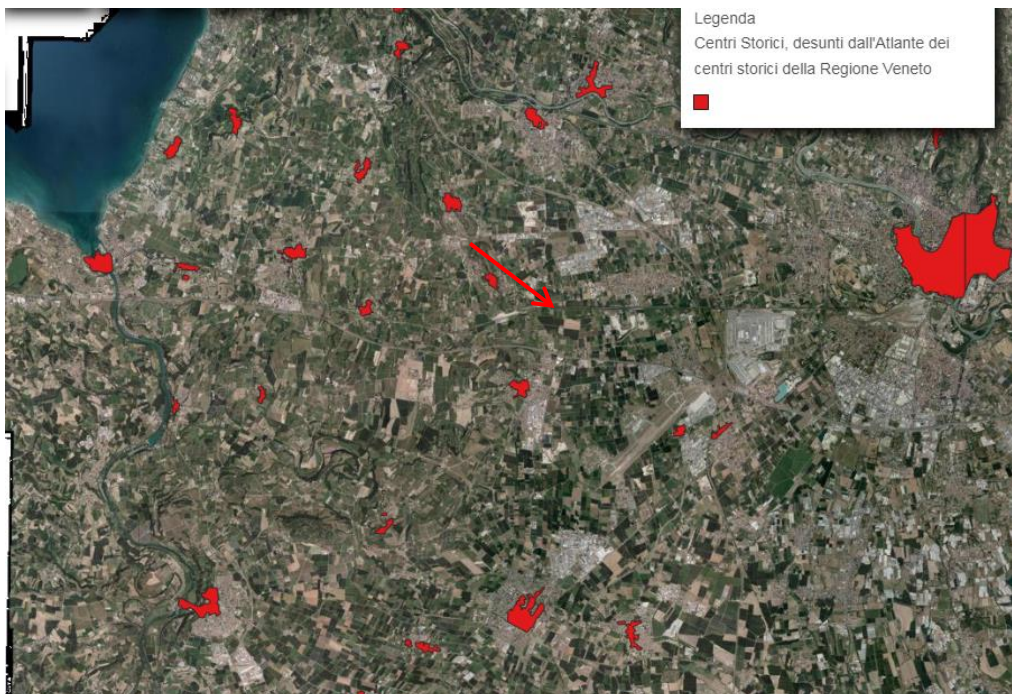 Legenda
Centri Storici, desunti dall'Atlante dei
centri storici della Regione Veneto